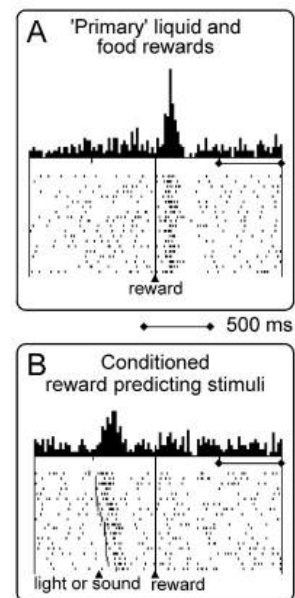 A 'Primary' liquid and
food rewards
reward
500 ms
B Conditioned
reward predicting stimuli
light or sound reward